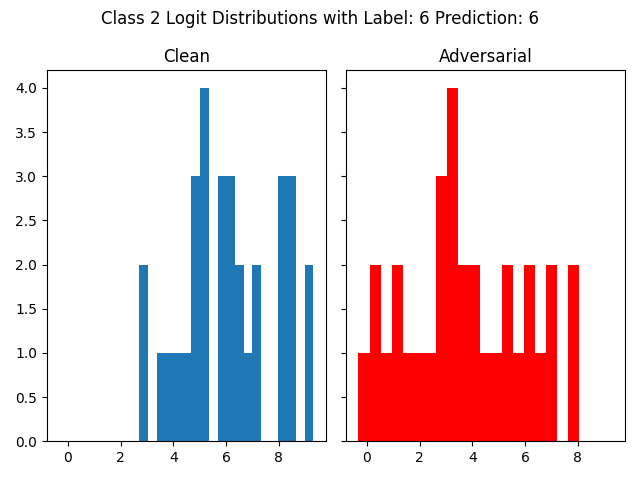 Class 2 Logit Distributions with Label: 6 Prediction: 6
Clean
Adversarial
4.0
3.5
3.0
2.5
2.0
1.5
1.0
0.5
0.0
0 2 4 6 8
0 2 4 6 8